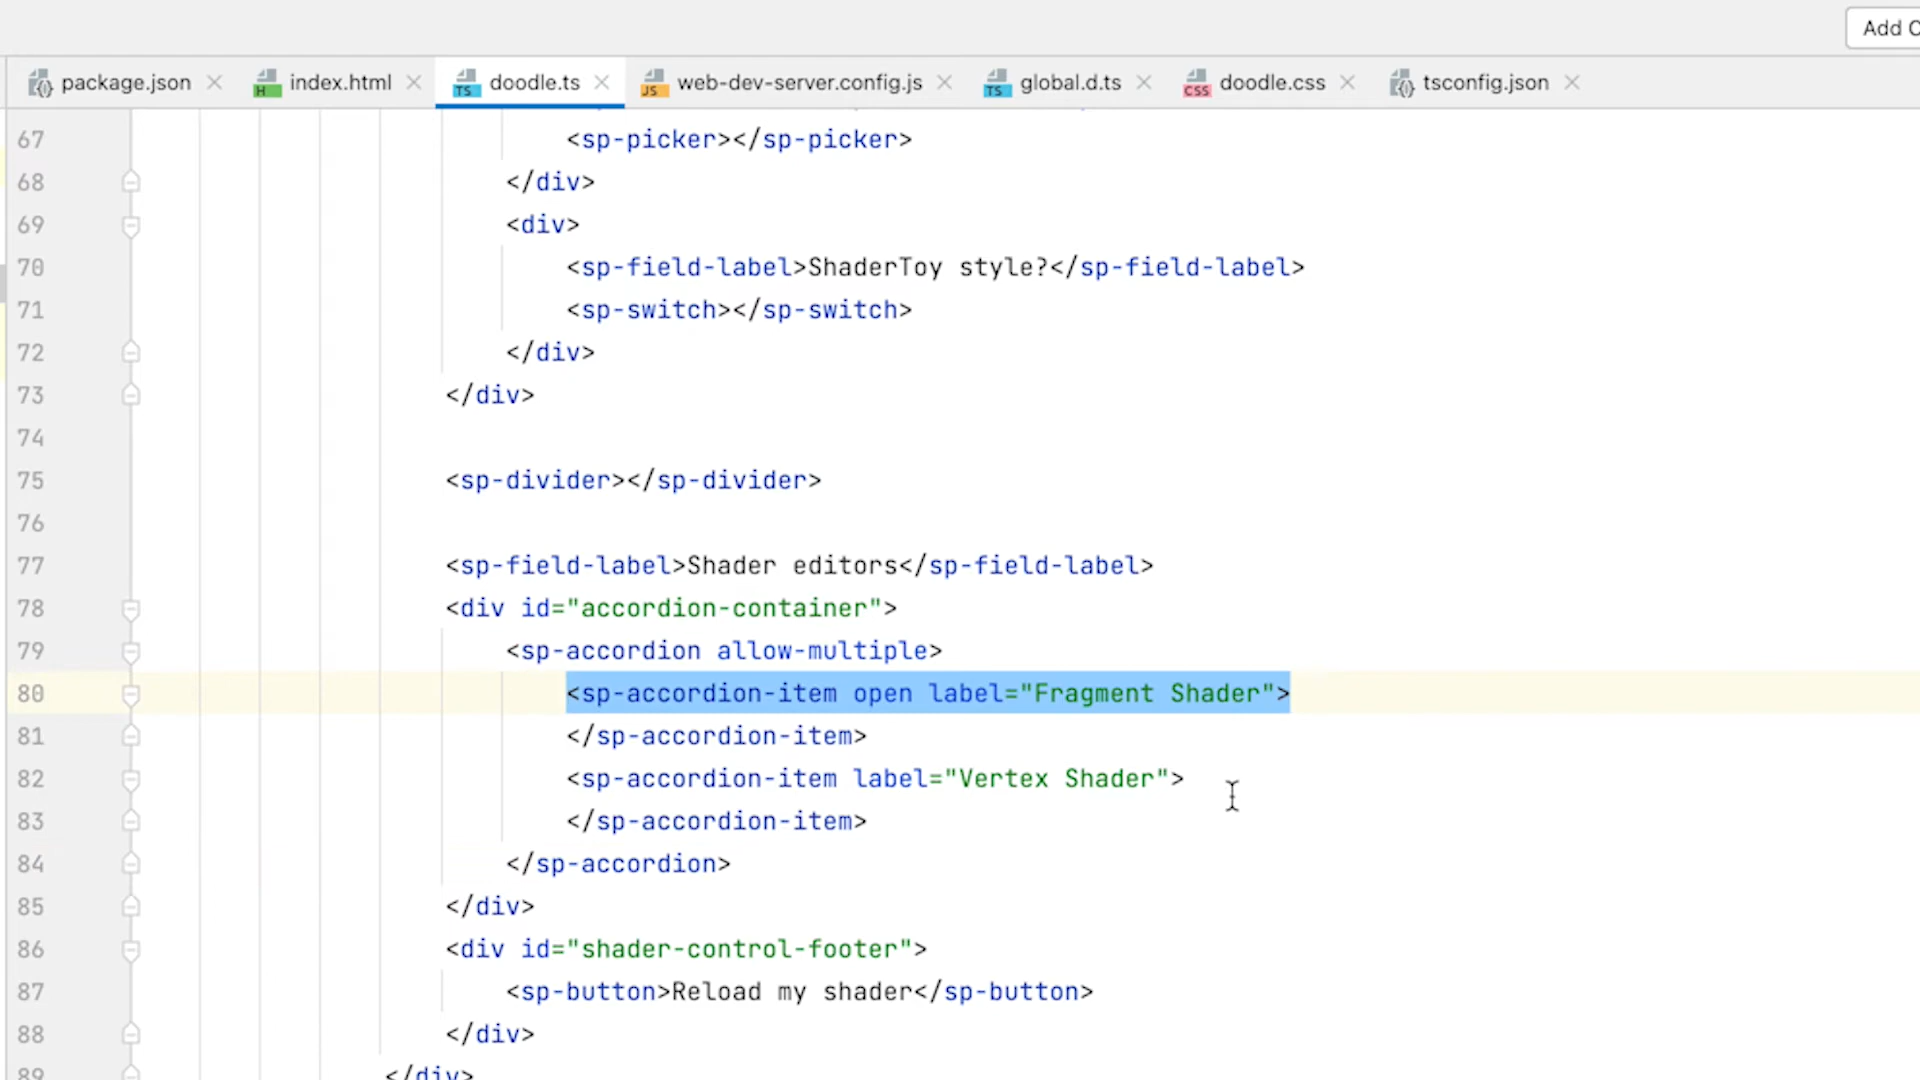 Add C
package.json
index.html
doodle.ts
web-dev-server.config.js
global.d.ts
doodle.css
tsconfig.json
67 <sp-picker></sp-picker>
68 </div>
69 <div>
70 <sp-field-label>ShaderToy style?</sp-field-label>
71 <sp-switch></sp-switch>
72 </div>
73 </div>
74
75 <sp-divider></sp-divider>
76
77 <sp-field-label>Shader editors</sp-field-label>
78 <div id="accordion-container">
79 <sp-accordion allow-multiple>
80 <sp-accordion-item open label="Fragment Shader">
81 </sp-accordion-item>
82 <sp-accordion-item label="Vertex Shader">
83 </sp-accordion-item>
84 </sp-accordion>
85 </div>
86 <div id="shader-control-footer">
87 <sp-button>Reload my shader</sp-button>
88 </div>
89 </div>